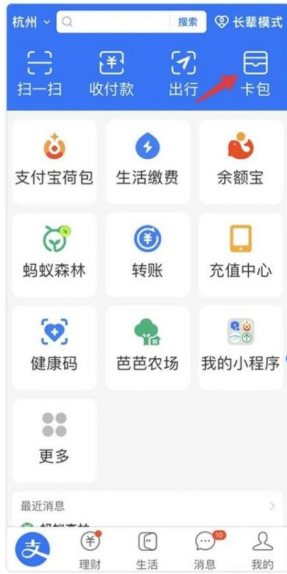 杭州
搜索
长辈模式
扫一扫 收付款 出行 卡包
支付宝荷包 生活缴费 余额宝
蚂蚁森林 转账 充值中心
健康码 芭芭农场 我的小程序
更多
最近消息
支 理财 生活 消息 我的